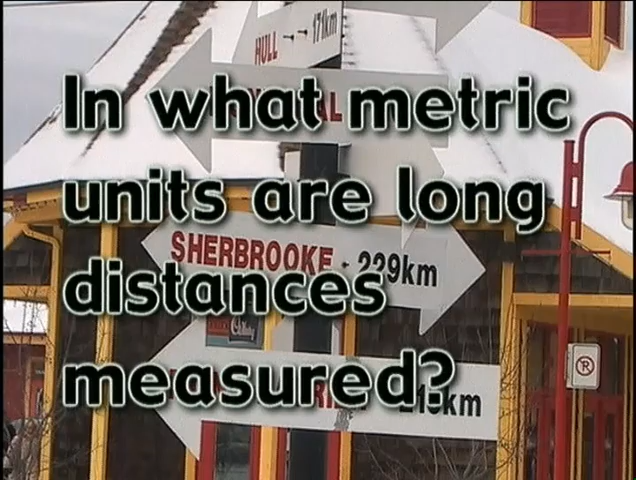 HULL - 171km
In what metric
units are long
SHERBROOKE - 229km
distances
measured?